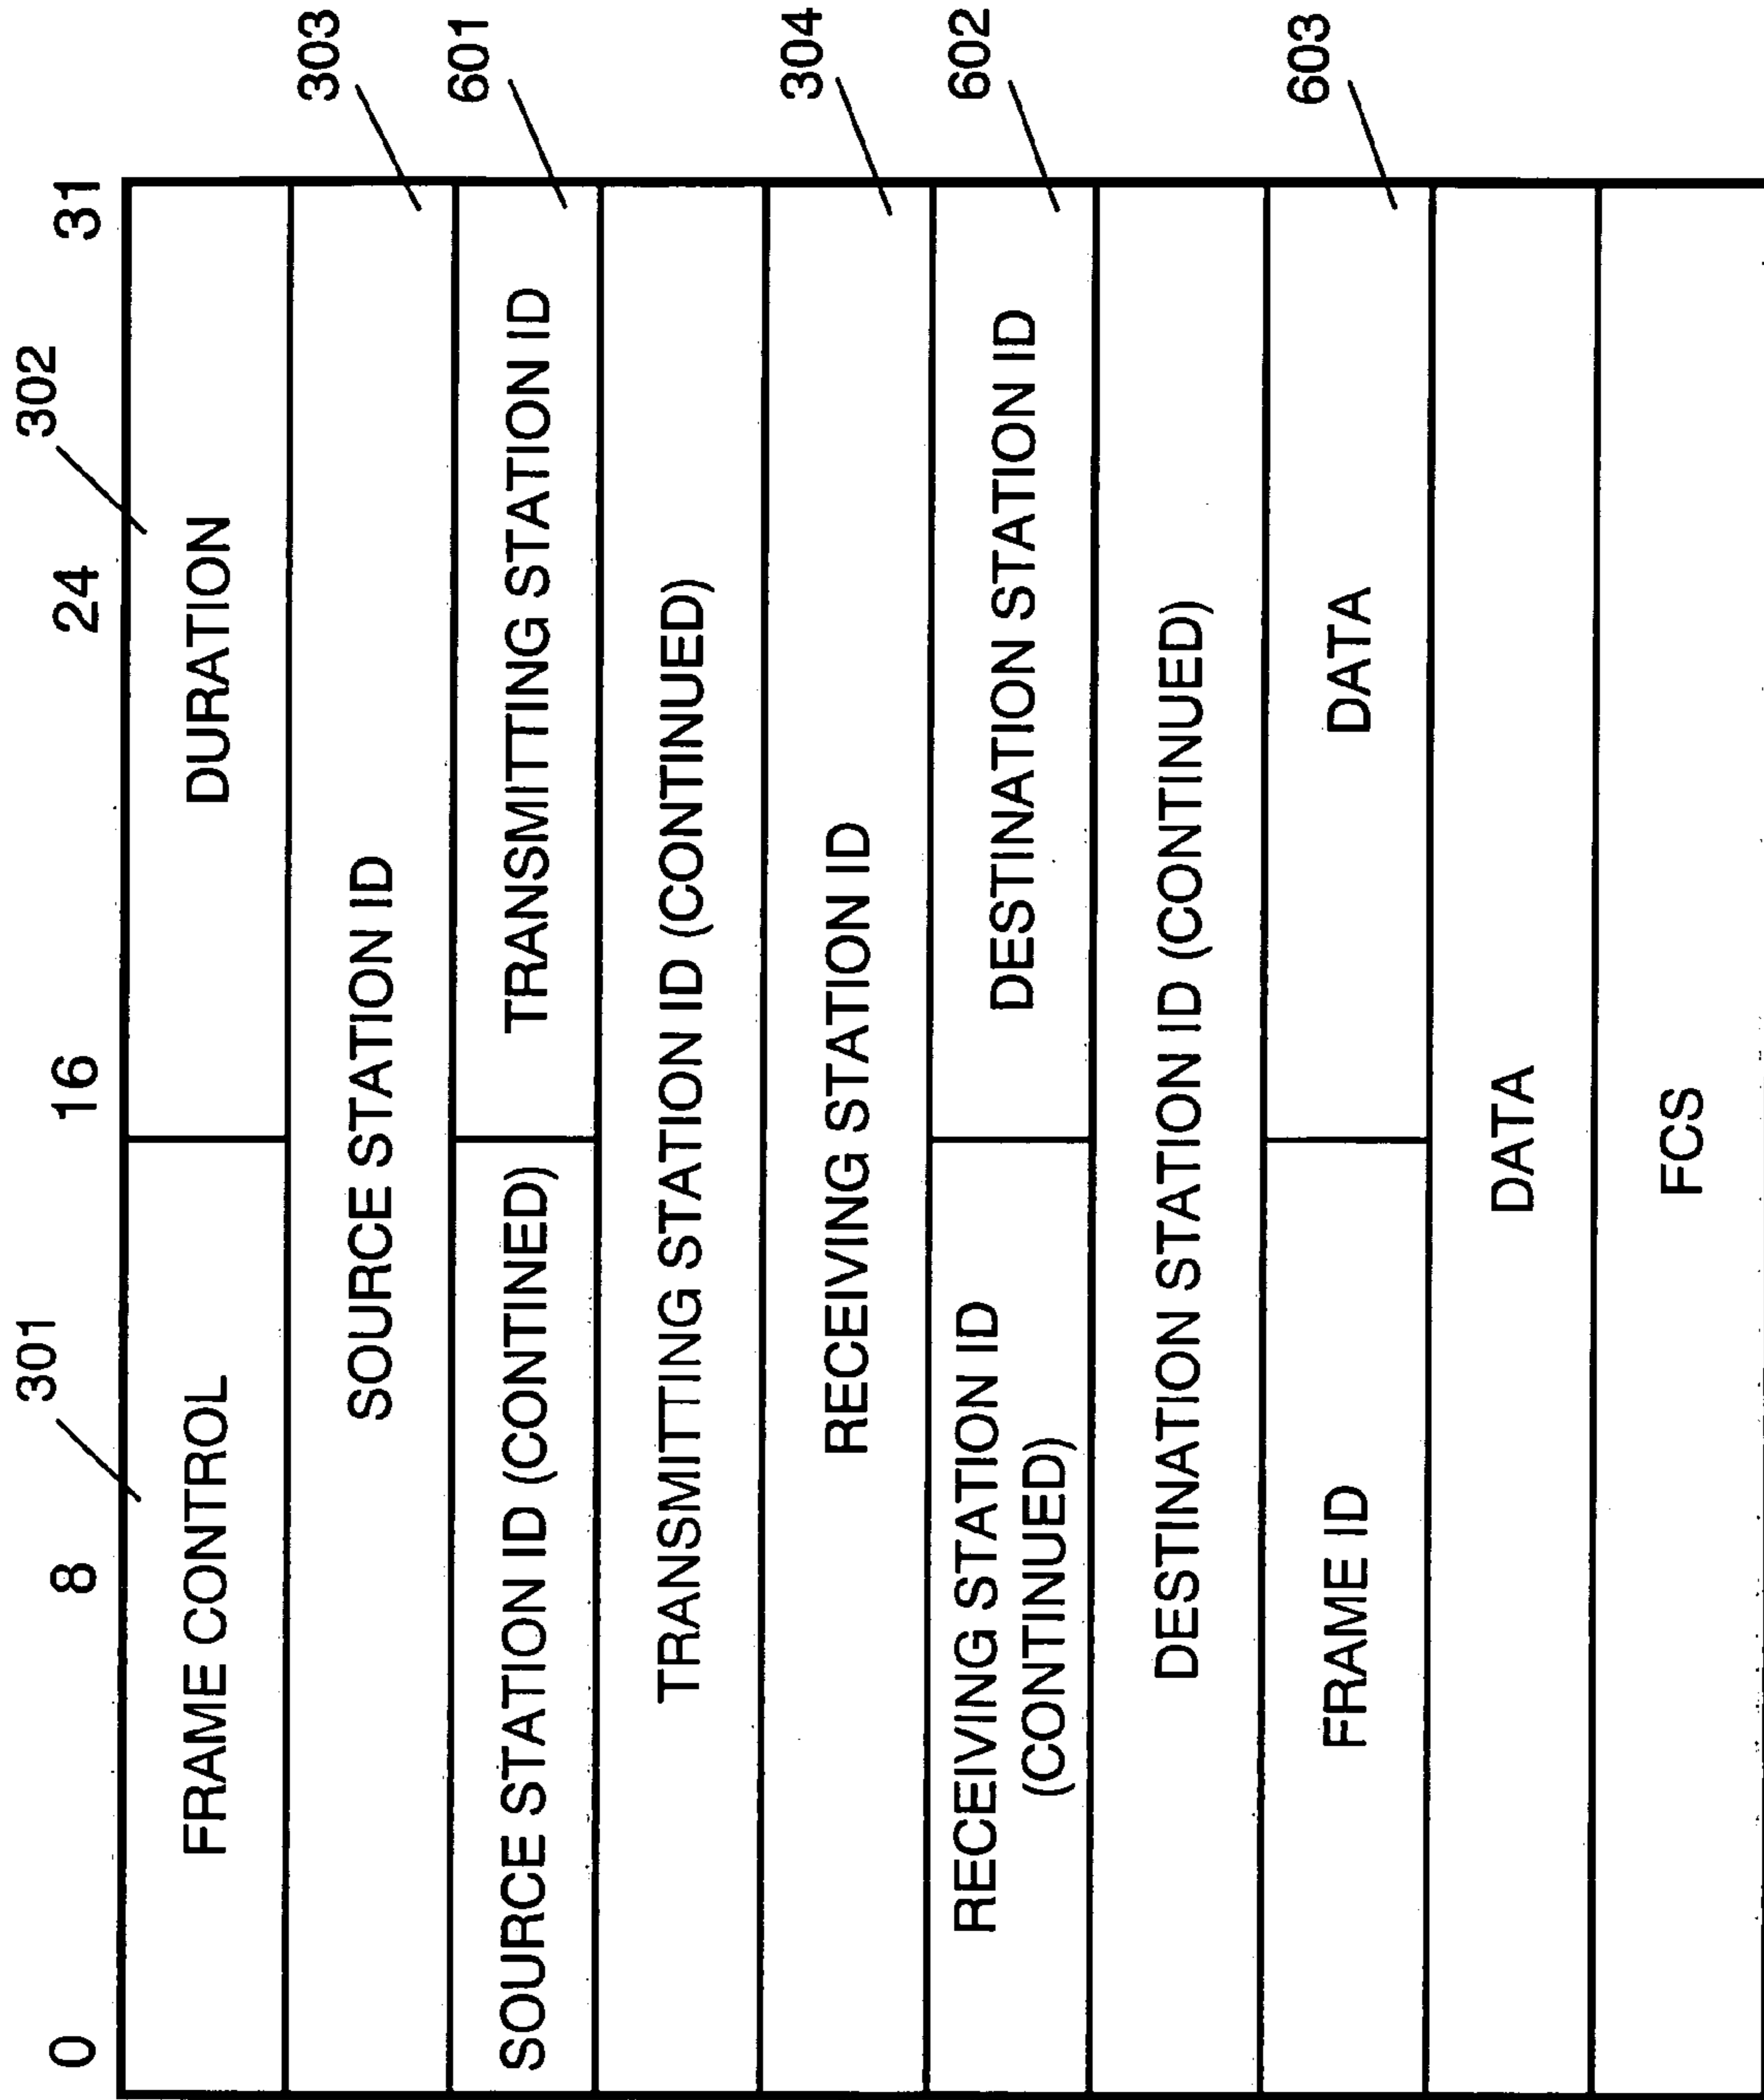 301
302
0
8
16
24
31
FRAME CONTROL
DURATION
303
SOURCE STATION ID
601
SOURCE STATION ID (CONTINED)
TRANSMITTING STATION ID
TRANSMITTING STATION ID (CONTINUED)
304
RECEIVING STATION ID
602
RECEIVING STATION ID
(CONTINUED)
DESTINATION STATION ID
DESTINATION STATION ID (CONTINUED)
603
FRAME ID
DATA
DATA
FCS